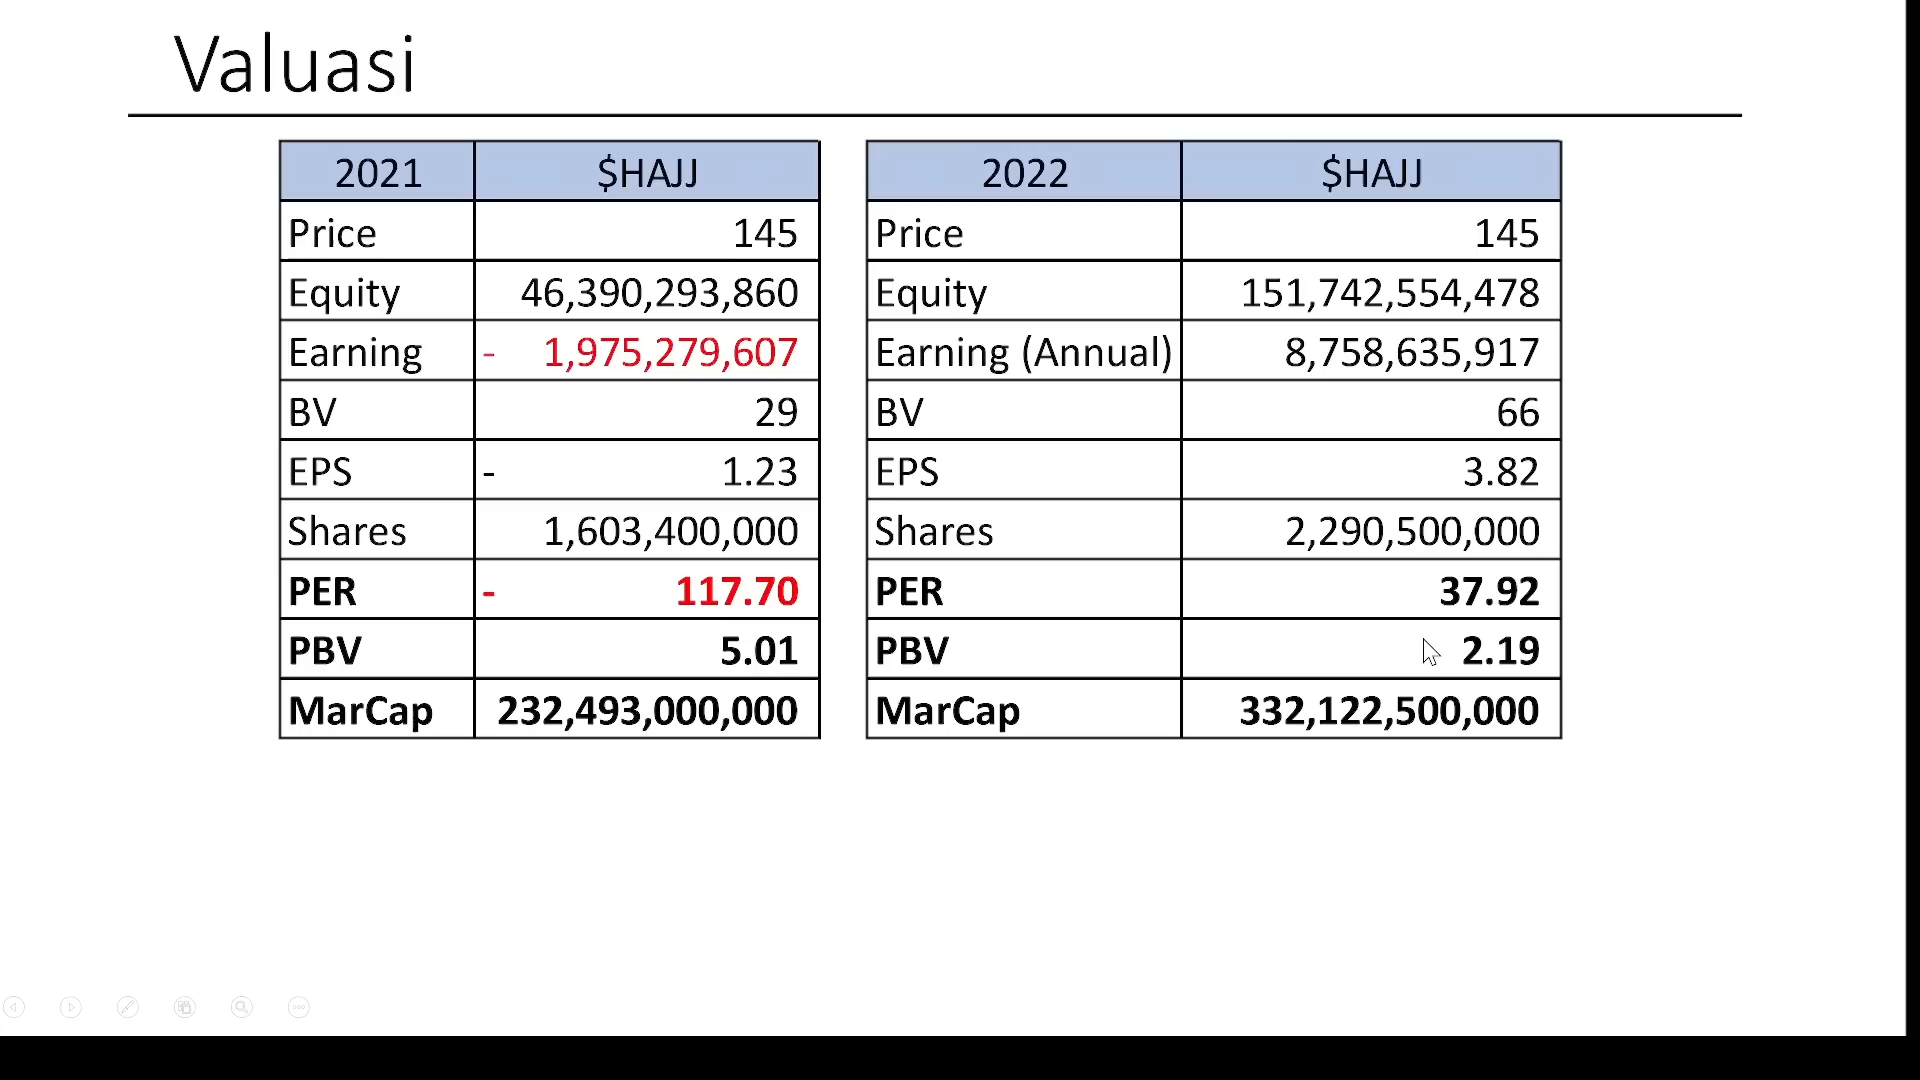 Valuasi
2021 $HAJJ
Price 145
Equity 46,390,293,860
Earning - 1,975,279,607
BV 29
EPS - 1.23
Shares 1,603,400,000
PER - 117.70
PBV 5.01
MarCap 232,493,000,000
2022 $HAJJ
Price 145
Equity 151,742,554,478
Earning (Annual) 8,758,635,917
BV 66
EPS 3.82
Shares 2,290,500,000
PER 37.92
PBV 2.19
MarCap 332,122,500,000